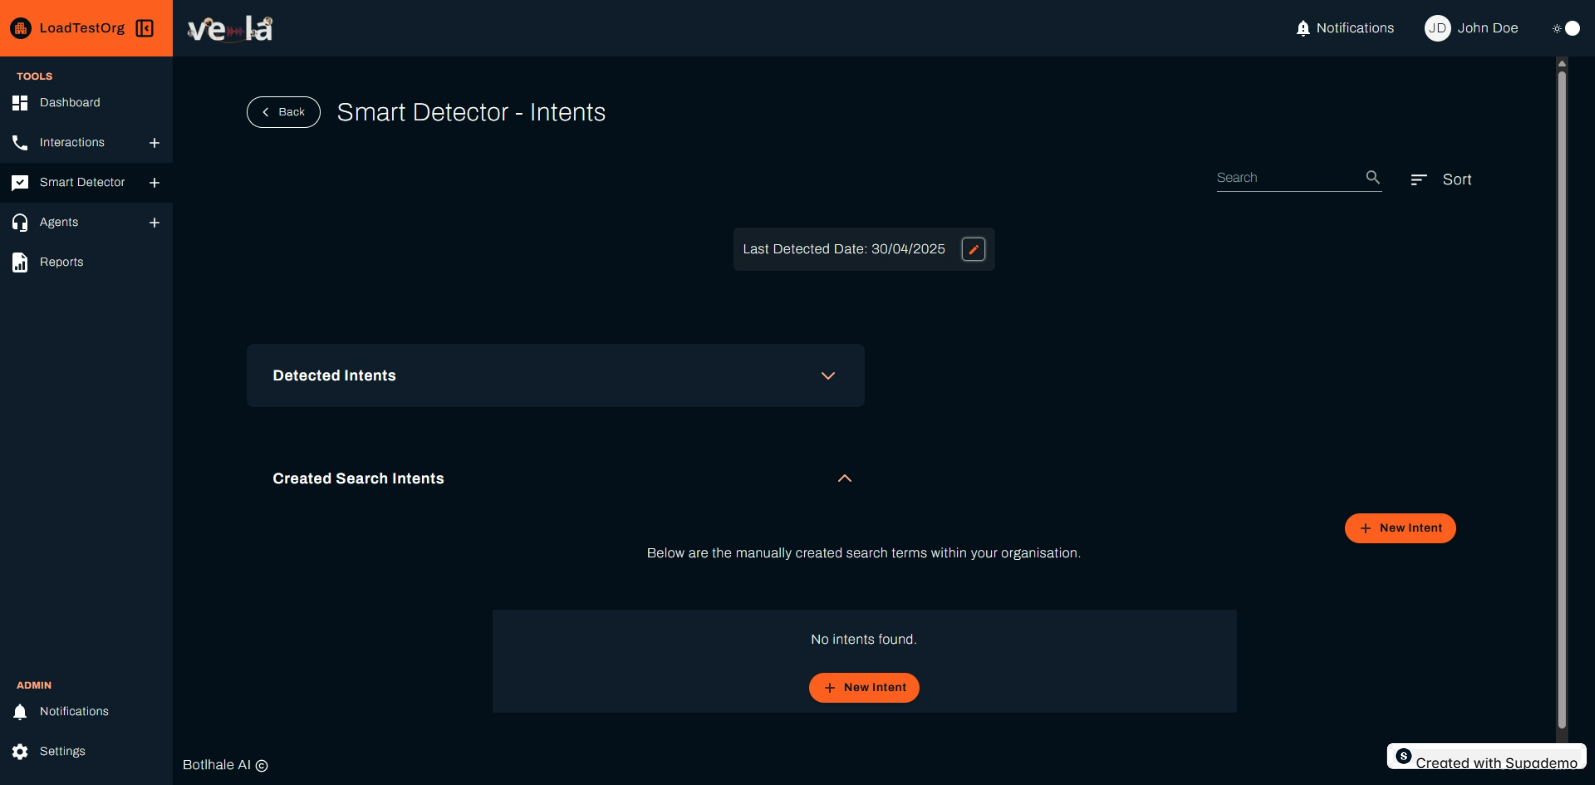 LoadTestOrg
vela
Notifications
JD John Doe
TOOLS
Dashboard
Interactions
Smart Detector
Agents
Reports
Back
Smart Detector - Intents
Search
Sort
Last Detected Date: 30/04/2025
Detected Intents
Created Search Intents
+ New Intent
Below are the manually created search terms within your organisation.
No intents found.
+ New Intent
ADMIN
Notifications
Settings
Botlhale AI ©
S Created with Supademo